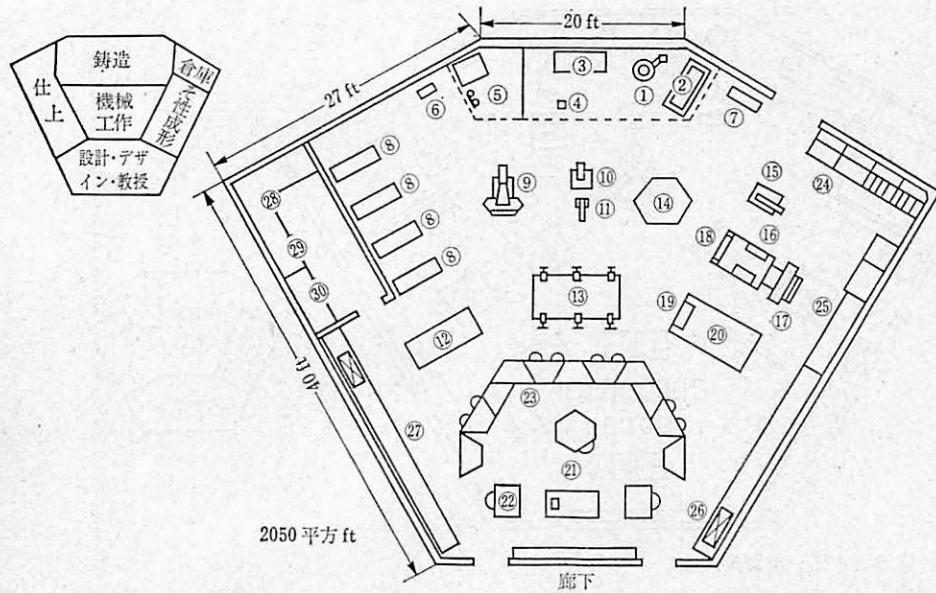 20 ft
27 ft
40 ft
鋳造
倉庫
仕上
機械
工作
そ性成形
設計・デザ
イン・教授
③
①
②
④
⑤
⑥
⑦
⑧
⑧
⑧
⑧
⑨
⑩
⑪
⑭
⑮
㉔
⑯
⑱
⑰
㉕
⑬
⑲
⑳
⑫
㉘
㉙
㉚
㉓
㉗
㉑
㉒
㉖
2050 平方 ft
廊下